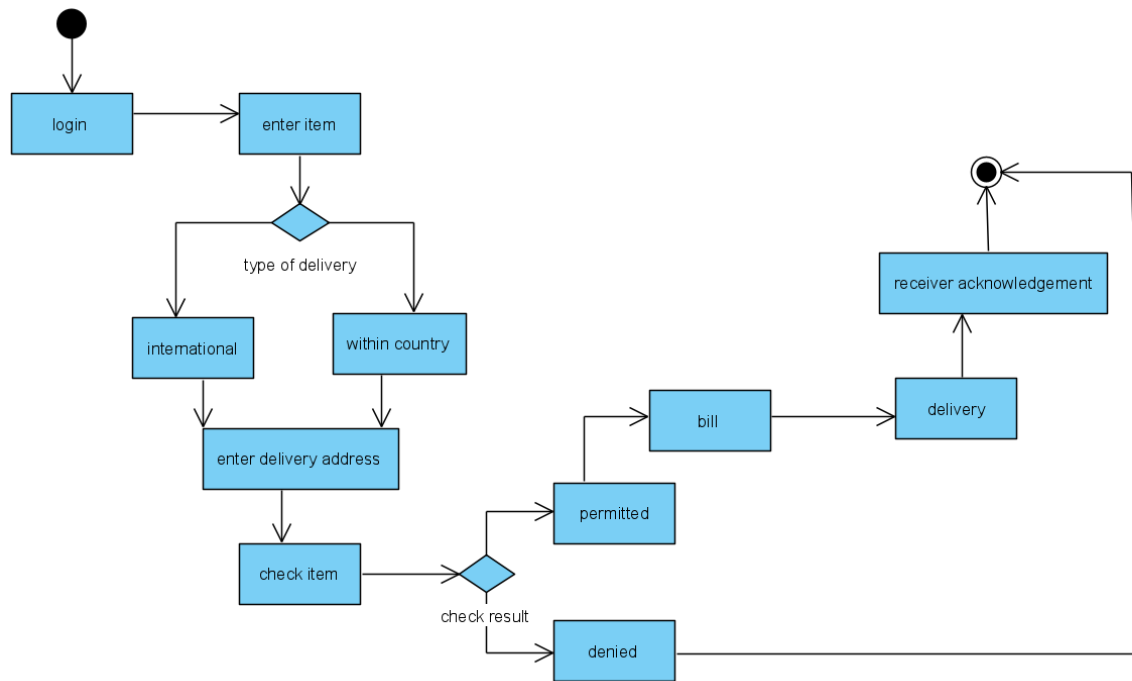 login
enter item
type of delivery
international
within country
enter delivery address
check item
check result
permitted
denied
bill
delivery
receiver acknowledgement